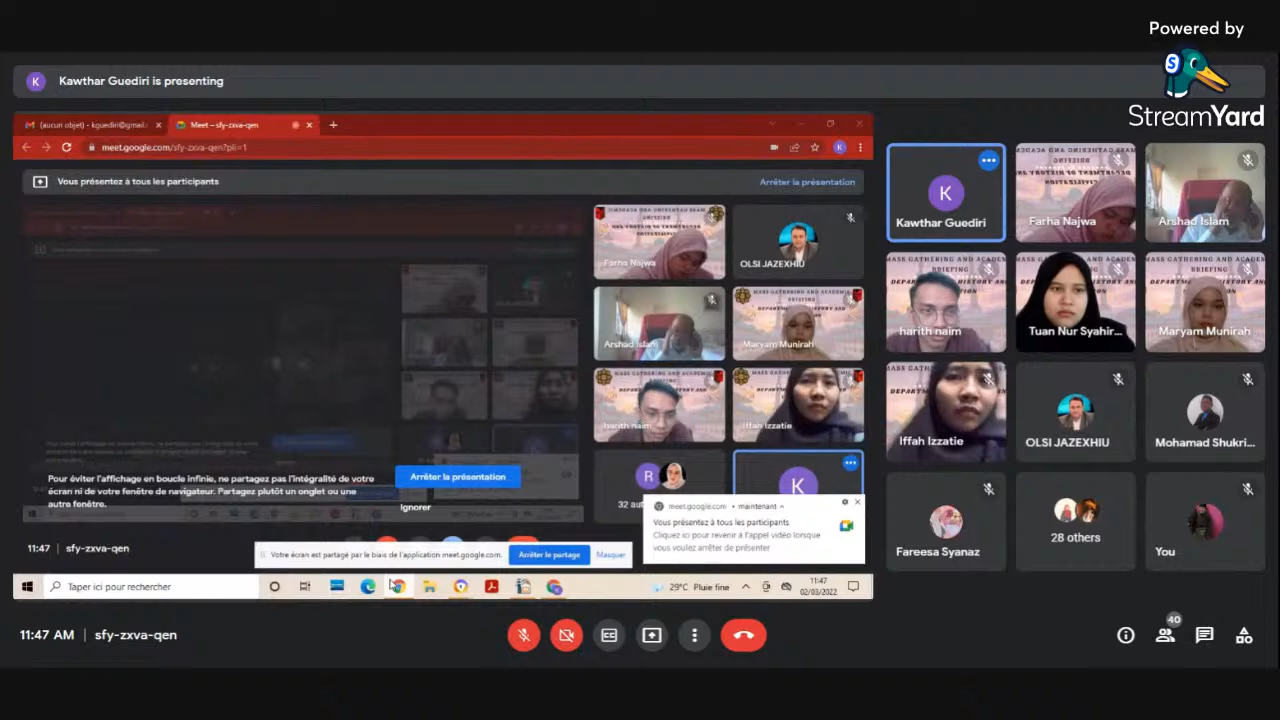 Powered by
StreamYard
K
Kawthar Guediri is presenting
(aucun objet) - kguediri@gmail.
Meet – sfy-zxva-qen
meet.google.com/sfy-zxva-qen?pli=1
K
Vous présentez à tous les participants
Arrêter la présentation
Farha Najwa
OLSI JAZEXHIU
Arshad Islam
Maryam Munirah
harith naim
Iffah Izzatie
R
32 aut
K
Pour éviter l'affichage en boucle infinie, ne partagez pas l'intégralité de votre
écran ni de votre fenêtre de navigateur. Partagez plutôt un onglet ou une
autre fenêtre.
Arrêter la présentation
Ignorer
meet.google.com • maintenant
Vous présentez à tous les participants
Cliquez ici pour revenir à l'appel vidéo lorsque
vous voulez arrêter de présenter
11:47 | sfy-zxva-qen
Votre écran est partagé par le biais de l'application meet.google.com.
Arrêter le partage
Masquer
Taper ici pour rechercher
29°C Pluie fine
11:47
02/03/2022
K
Kawthar Guediri
Farha Najwa
Arshad Islam
MASS GATHERING AND ACADEMIC
BRIEFING
harith naim
Tuan Nur Syahir...
Maryam Munirah
Iffah Izzatie
OLSI JAZEXHIU
Mohamad Shukri...
Fareesa Syanaz
28 others
You
11:47 AM | sfy-zxva-qen
40